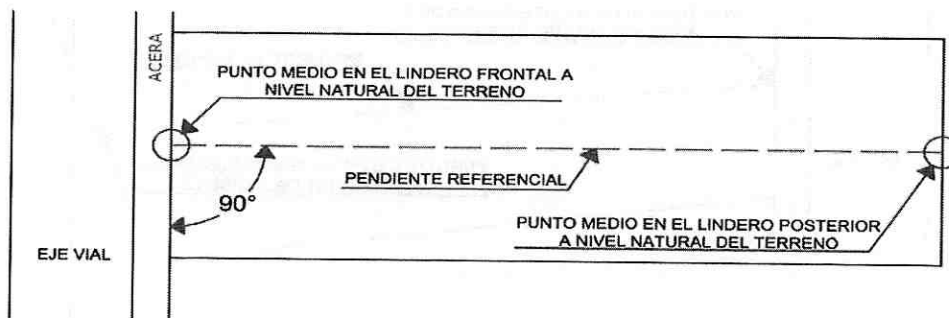 ACERA
PUNTO MEDIO EN EL LINDERO FRONTAL A
NIVEL NATURAL DEL TERRENO
PENDIENTE REFERENCIAL
90°
PUNTO MEDIO EN EL LINDERO POSTERIOR
A NIVEL NATURAL DEL TERRENO
EJE VIAL